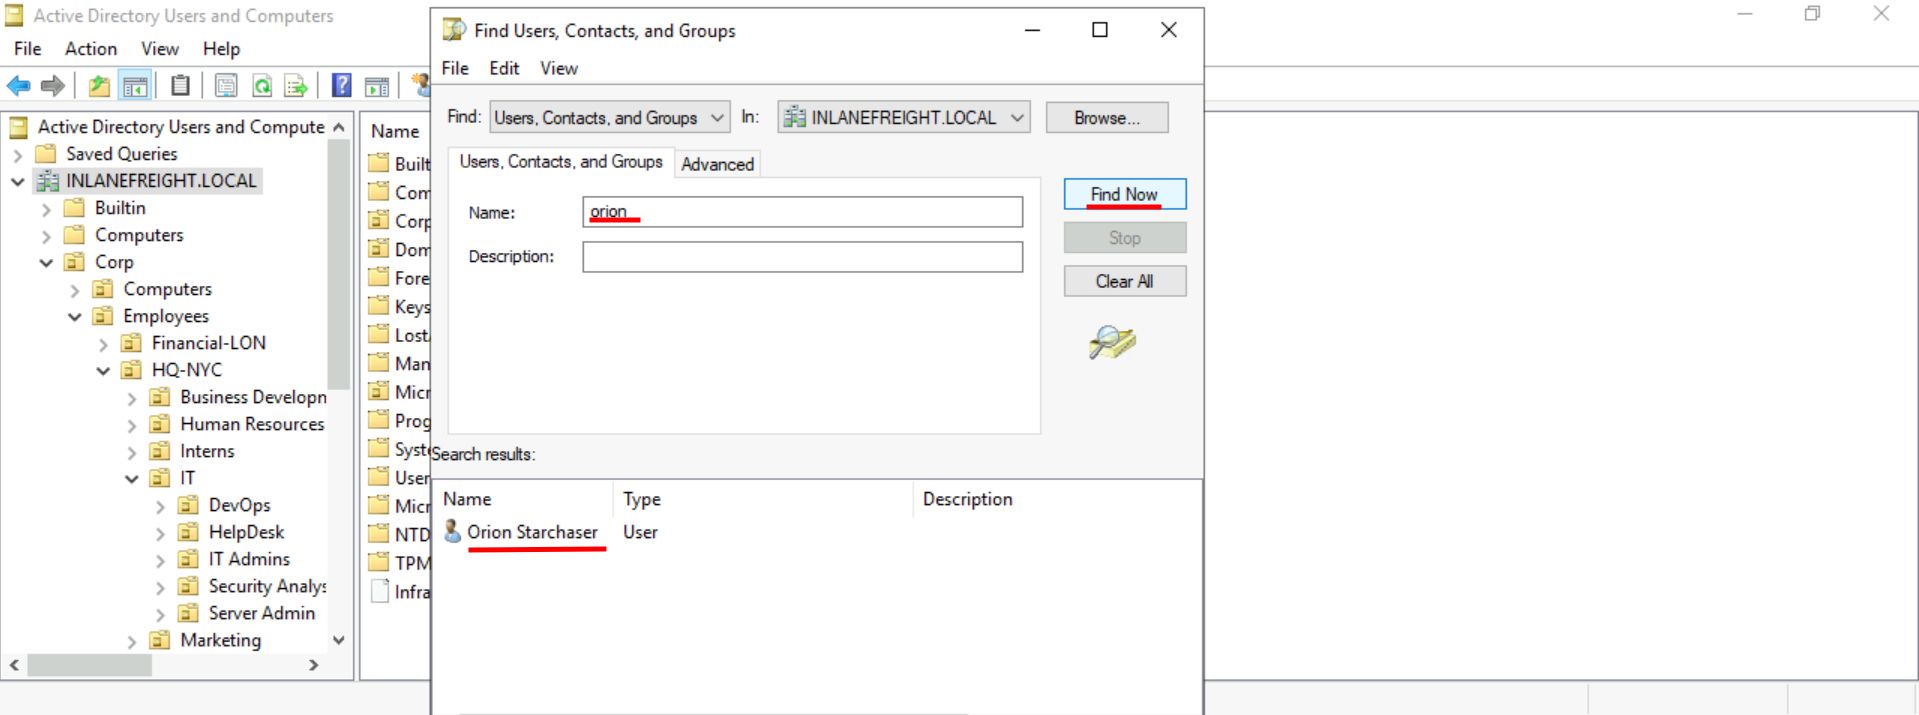 Active Directory Users and Computers
File Action View Help
Active Directory Users and Compute
Saved Queries
INLANEFREIGHT.LOCAL
Builtin
Computers
Corp
Computers
Employees
Financial-LON
HQ-NYC
Business Developn
Human Resources
Interns
IT
DevOps
HelpDesk
IT Admins
Security Analys
Server Admin
Marketing
Name
Built
Com
Corp
Dom
Fore
Keys
Lost
Man
Micr
Prog
Syste
User
Micr
NTD
TPM
Infra
Find Users, Contacts, and Groups
File Edit View
Find: Users, Contacts, and Groups In: INLANEFREIGHT.LOCAL Browse...
Users, Contacts, and Groups Advanced
Name: orion
Description:
Find Now
Stop
Clear All
Search results:
Name Type Description
Orion Starchaser User